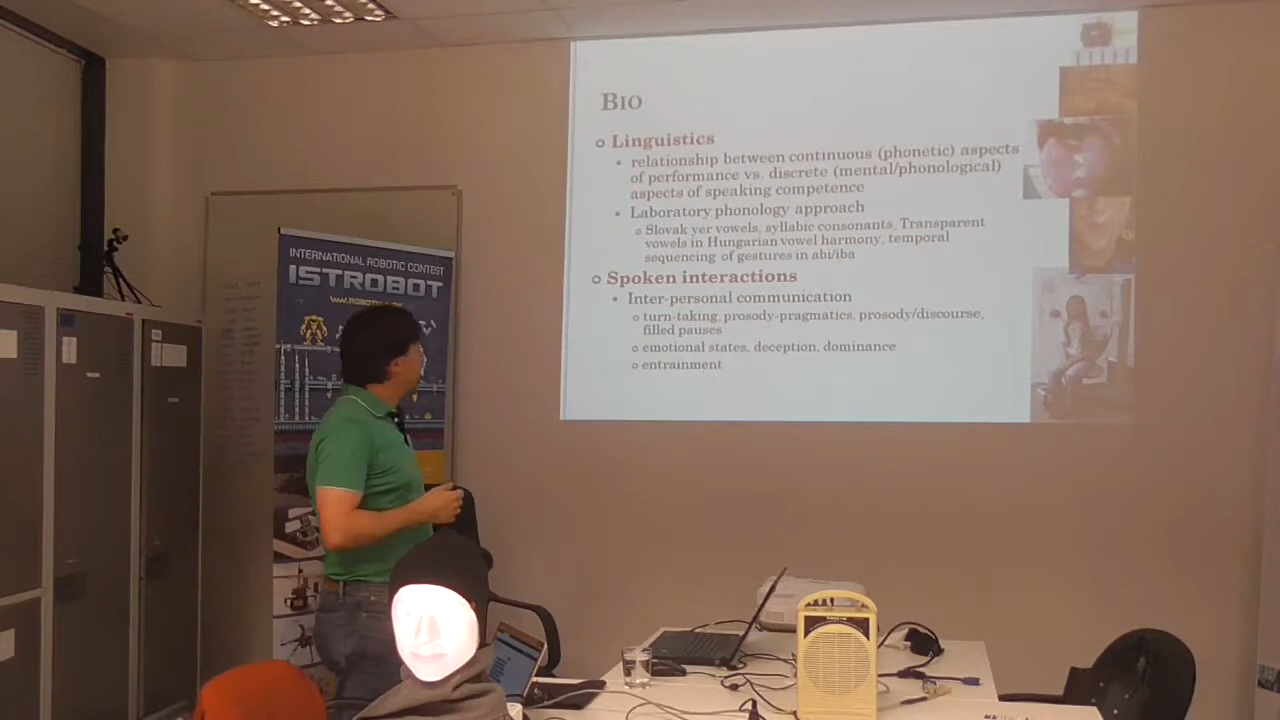 BIO
Linguistics
relationship between continuous (phonetic) aspects
of performance vs. discrete (mental/phonological)
aspects of speaking competence
Laboratory phonology approach
Slovak yer vowels, syllabic consonants, Transparent
vowels in Hungarian vowel harmony, temporal
sequencing of gestures in abi/iba
Spoken interactions
Inter-personal communication
turn-taking, prosody-pragmatics, prosody/discourse,
filled pauses
emotional states, deception, dominance
entrainment
INTERNATIONAL ROBOTIC CONTEST
ISTROBOT